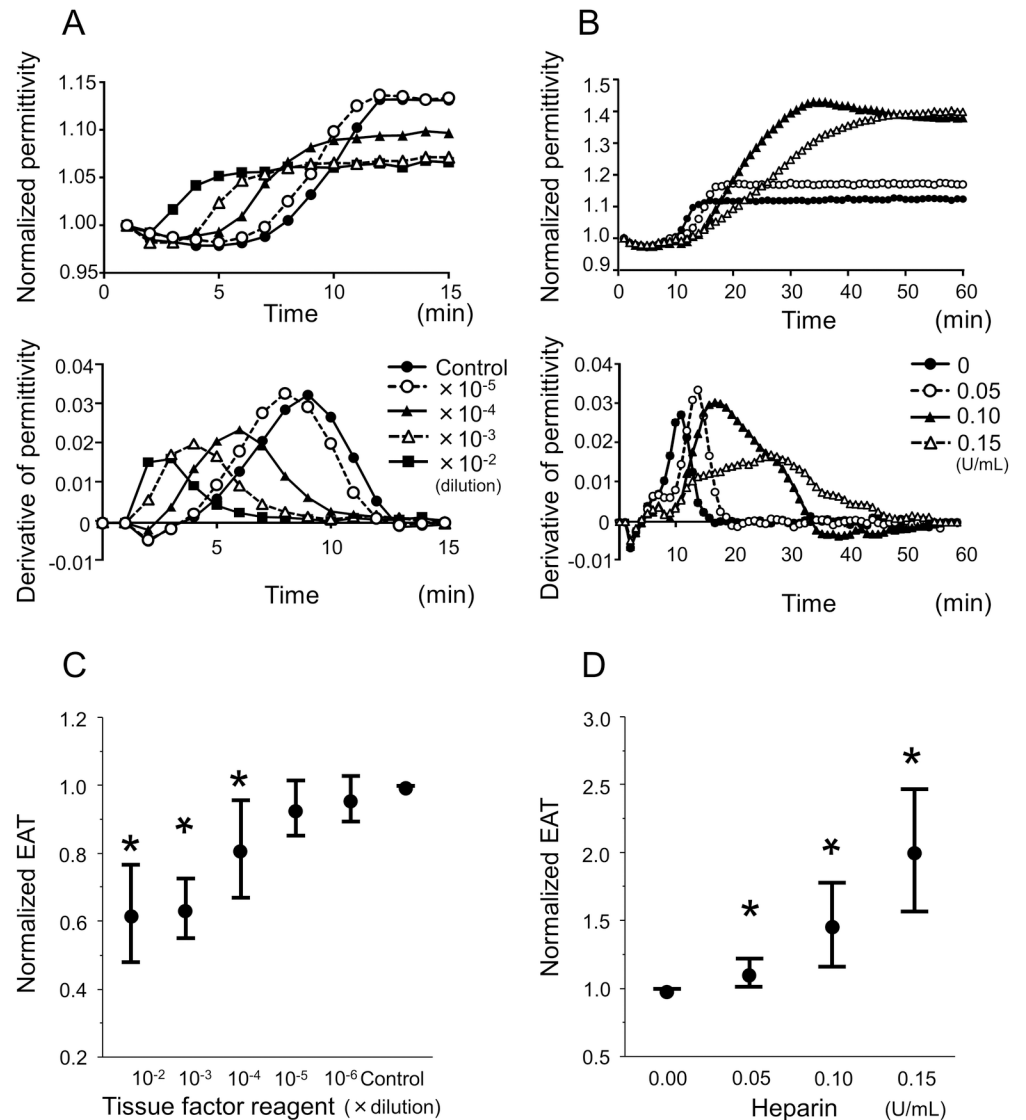 A
B
Normalized permittivity
1.15
1.10
1.05
1.00
0.95
0
5
10
15
Time
(min)
Normalized permittivity
1.5
1.4
1.3
1.2
1.1
1.0
0.9
0
10
20
30
40
50
60
Time
(min)
Derivative of permittivity
0.04
0.03
0.02
0.01
0
-0.01
5
10
15
Time
(min)
Control
× 10⁻⁵
× 10⁻⁴
× 10⁻³
× 10⁻²
(dilution)
Derivative of permittivity
0.04
0.03
0.02
0.01
0
-0.01
10
20
30
40
50
60
Time
(min)
0
0.05
0.10
0.15
(U/mL)
C
D
Normalized EAT
1.2
1.0
0.8
0.6
0.4
0.2
* * *
10⁻² 10⁻³ 10⁻⁴ 10⁻⁵ 10⁻⁶ Control
Tissue factor reagent (× dilution)
Normalized EAT
3.0
2.5
2.0
1.5
1.0
0.5
* * *
0.00 0.05 0.10 0.15
Heparin (U/mL)